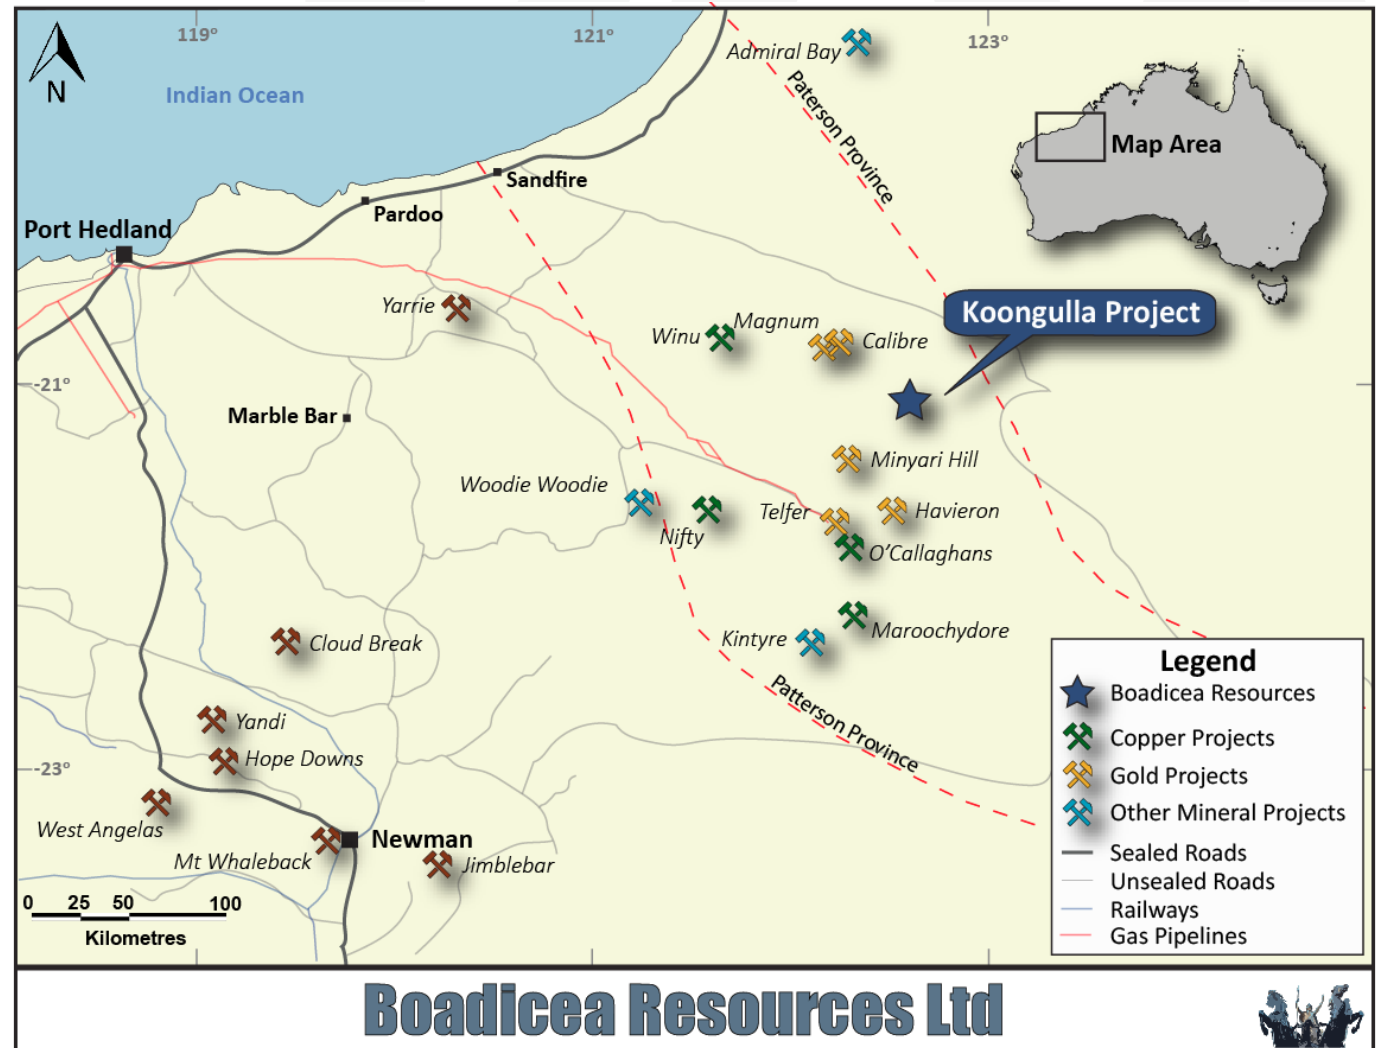 119°
121°
123°
Admiral Bay
N
Indian Ocean
Paterson Province
Map Area
Sandfire
Pardoo
Port Hedland
Koongulla Project
Yarrie
Winu
Magnum
Calibre
-21°
Marble Bar
Minyari Hill
Woodie Woodie
Telfer
Havieron
Nifty
O'Callaghans
Maroochydore
Kintyre
Cloud Break
Patterson Province
Yandi
Hope Downs
-23°
West Angelas
Mt Whaleback
Newman
Jimblebar
0 25 50 100
Kilometres
Legend
Boadicea Resources
Copper Projects
Gold Projects
Other Mineral Projects
Sealed Roads
Unsealed Roads
Railways
Gas Pipelines
Boadicea Resources Ltd